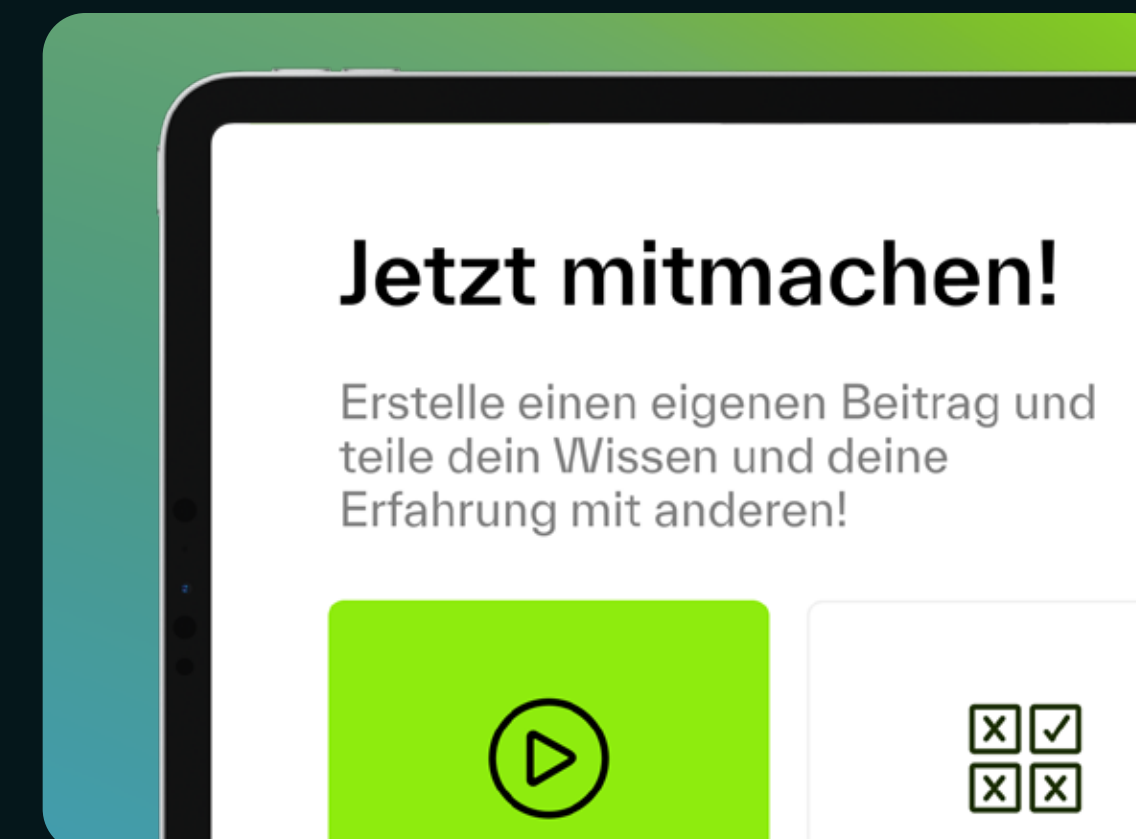 Jetzt mitmachen!
Erstelle einen eigenen Beitrag und
teile dein Wissen und deine
Erfahrung mit anderen!